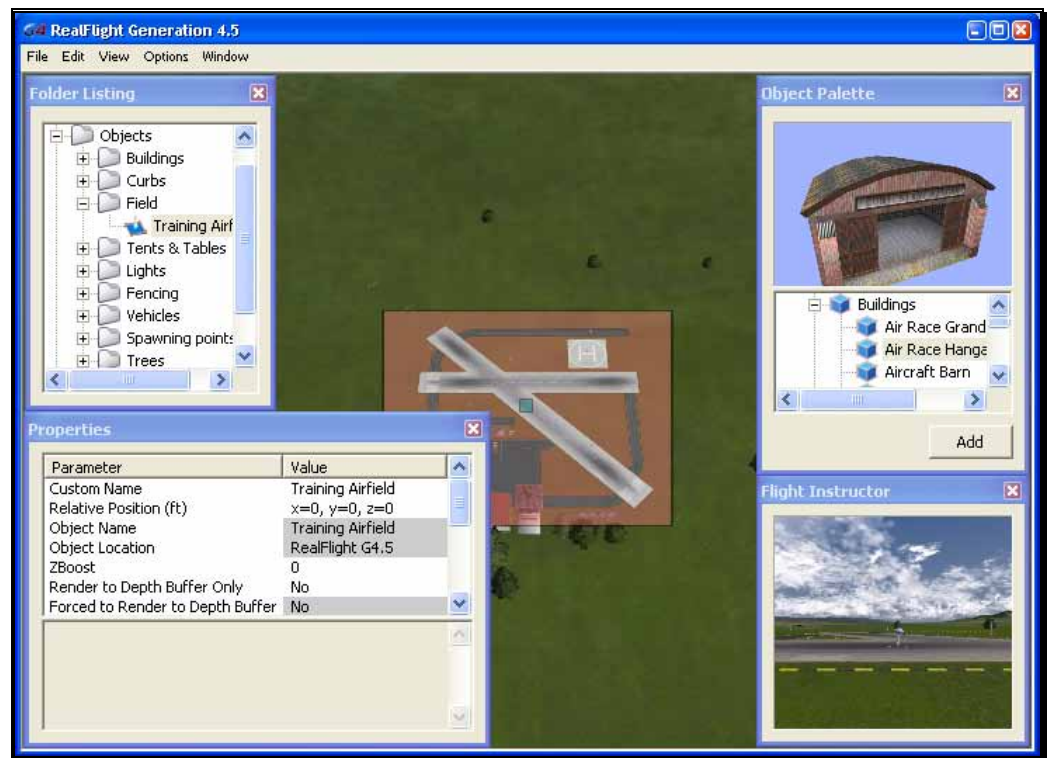 G4 RealFlight Generation 4.5
File Edit View Options Window
Folder Listing
Objects
Buildings
Curbs
Field
Training Airf
Tents & Tables
Lights
Fencing
Vehicles
Spawning points
Trees
H
Object Palette
Buildings
Air Race Grand
Air Race Hanga
Aircraft Barn
Add
Properties
Parameter Value
Custom Name Training Airfield
Relative Position (ft) x=0, y=0, z=0
Object Name Training Airfield
Object Location RealFlight G4.5
ZBoost 0
Render to Depth Buffer Only No
Forced to Render to Depth Buffer No
Flight Instructor